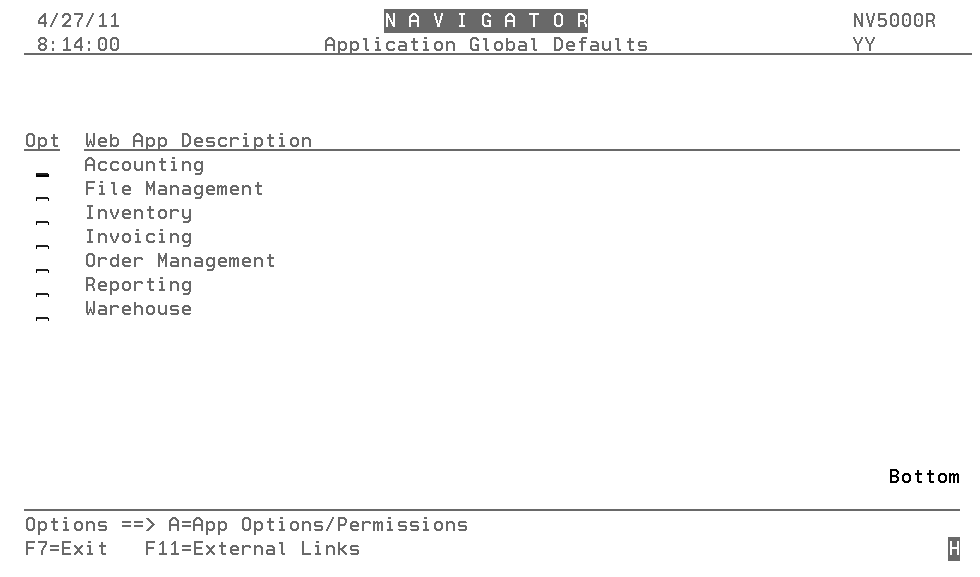 4/27/11 N A V I G A T O R NV5000R
8:14:00 Application Global Defaults YY
Opt Web App Description
Accounting
File Management
Inventory
Invoicing
Order Management
Reporting
Warehouse
Bottom
Options ==> A=App Options/Permissions
F7=Exit F11=External Links H